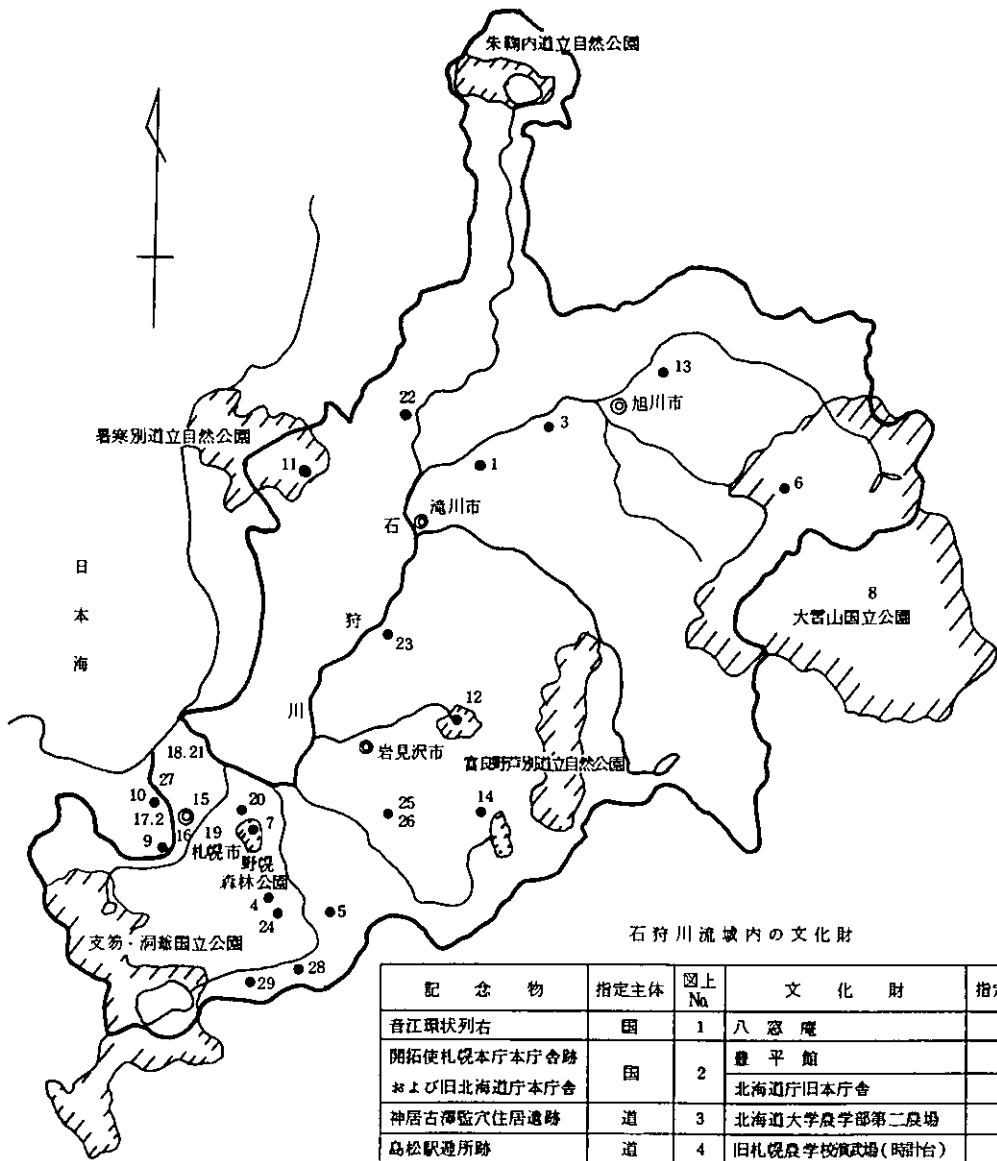 朱鞠内道立自然公園
13
旭川市
22
3
暑寒別道立自然公園
11
1
6
滝川市
石
日
本
海
8
大雪山国立公園
狩
23
川
12
岩見沢市
富良野芦別道立自然公園
18.21
27
10
15
17.2
16
20
25
14
19
7
26
9
札幌市
野幌
森林公園
4
24
5
支笏・洞爺国立公園
28
29
石狩川流域内の文化財
記念物 指定主体 図上No. 文化財 指定
音江環状列右 国 1 八窓庵
開拓使札幌本庁本庁舎跡
および旧北海道庁本庁舎 国 2 豊平館
北海道庁旧本庁舎
神居古潭竪穴住居遺跡 道 3 北海道大学農学部第二農場
島松駅逓所跡 道 4 旧札幌農学校演武場(時計台)